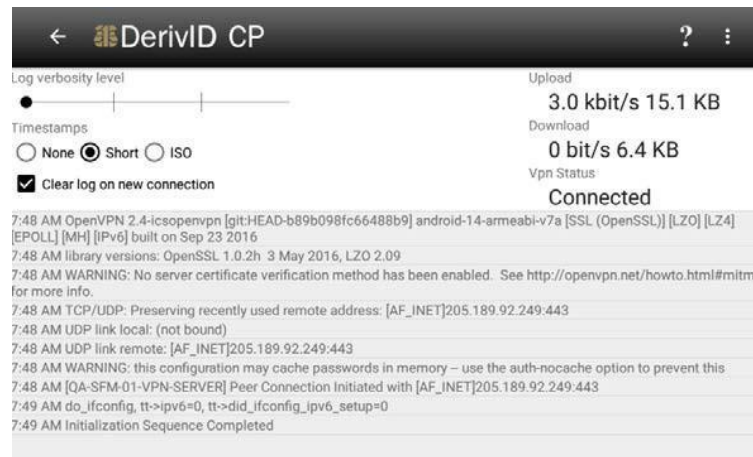 DerivID CP
?
Log verbosity level
Upload
3.0 kbit/s 15.1 KB
Timestamps
Download
None Short ISO
0 bit/s 6.4 KB
Clear log on new connection
Vpn Status
Connected
7:48 AM OpenVPN 2.4-icsopenvpn [git:HEAD-b89b098fc66488b9] android-14-armeabi-v7a [SSL (OpenSSL)] [LZO] [LZ4]
[EPOLL] [MH] [IPv6] built on Sep 23 2016
7:48 AM library versions: OpenSSL 1.0.2h 3 May 2016, LZO 2.09
7:48 AM WARNING: No server certificate verification method has been enabled. See http://openvpn.net/howto.html#mitm
for more info.
7:48 AM TCP/UDP: Preserving recently used remote address: [AF_INET]205.189.92.249:443
7:48 AM UDP link local: (not bound)
7:48 AM UDP link remote: [AF_INET]205.189.92.249:443
7:48 AM WARNING: this configuration may cache passwords in memory – use the auth-nocache option to prevent this
7:48 AM [QA-SFM-01-VPN-SERVER] Peer Connection Initiated with [AF_INET]205.189.92.249:443
7:49 AM do_ifconfig, tt->ipv6=0, tt->did_ifconfig_ipv6_setup=0
7:49 AM Initialization Sequence Completed